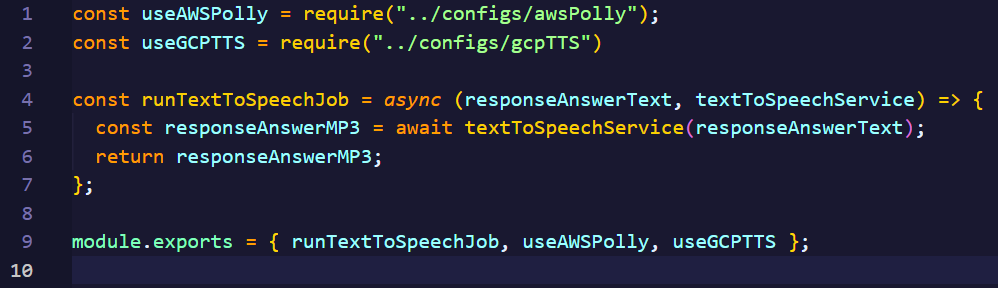 1 const useAWSPolly = require("../configs/awsPolly");
2 const useGCPTTS = require("../configs/gcpTTS")
3
4 const runTextToSpeechJob = async (responseAnswerText, textToSpeechService) => {
5   const responseAnswerMP3 = await textToSpeechService(responseAnswerText);
6   return responseAnswerMP3;
7 };
8
9 module.exports = { runTextToSpeechJob, useAWSPolly, useGCPTTS };
10